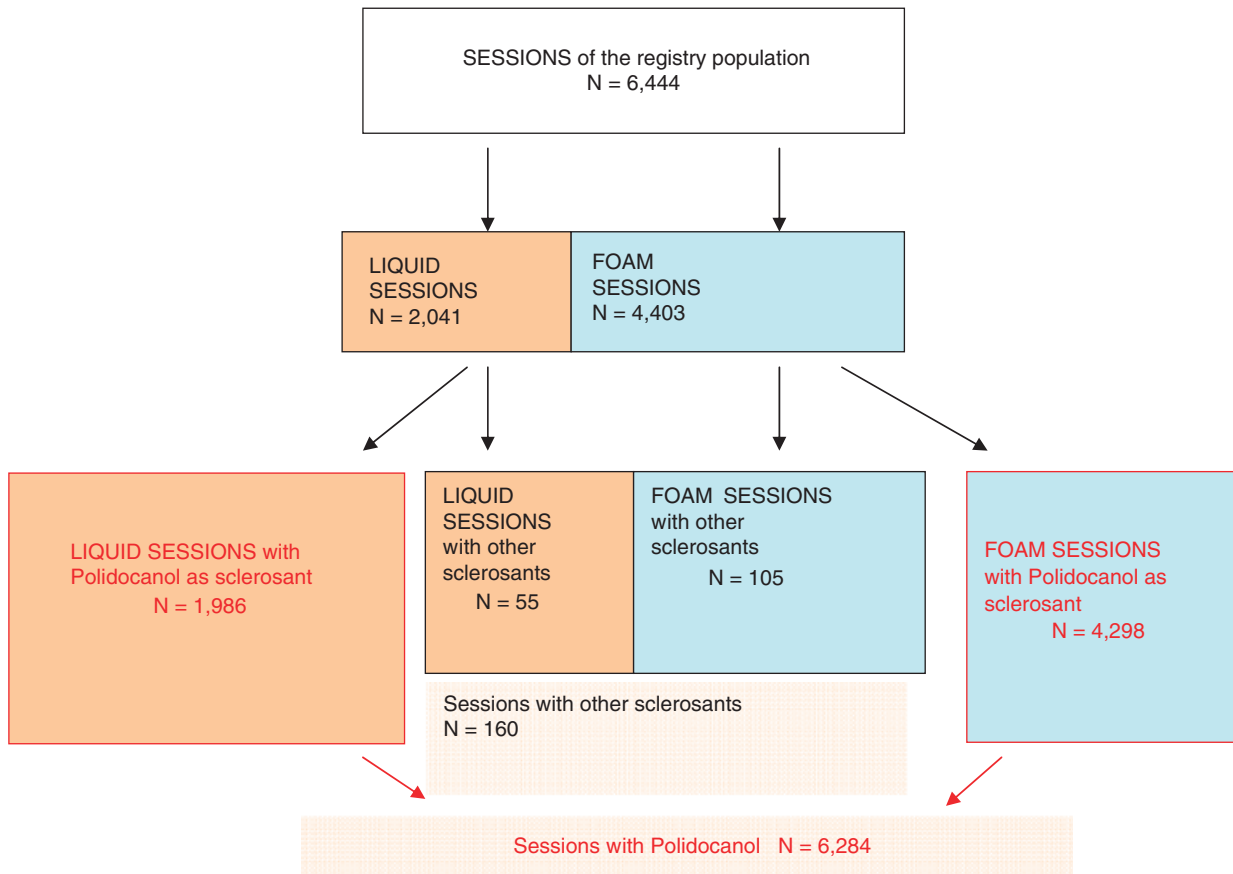 SESSIONS of the registry population
N = 6,444
LIQUID
SESSIONS
N = 2,041
FOAM
SESSIONS
N = 4,403
LIQUID SESSIONS with
Polidocanol as sclerosant
N = 1,986
LIQUID
SESSIONS
with other
sclerosants
N = 55
FOAM SESSIONS
with other
sclerosants
N = 105
FOAM SESSIONS
with Polidocanol as
sclerosant
N = 4,298
Sessions with other sclerosants
N = 160
Sessions with Polidocanol N = 6,284